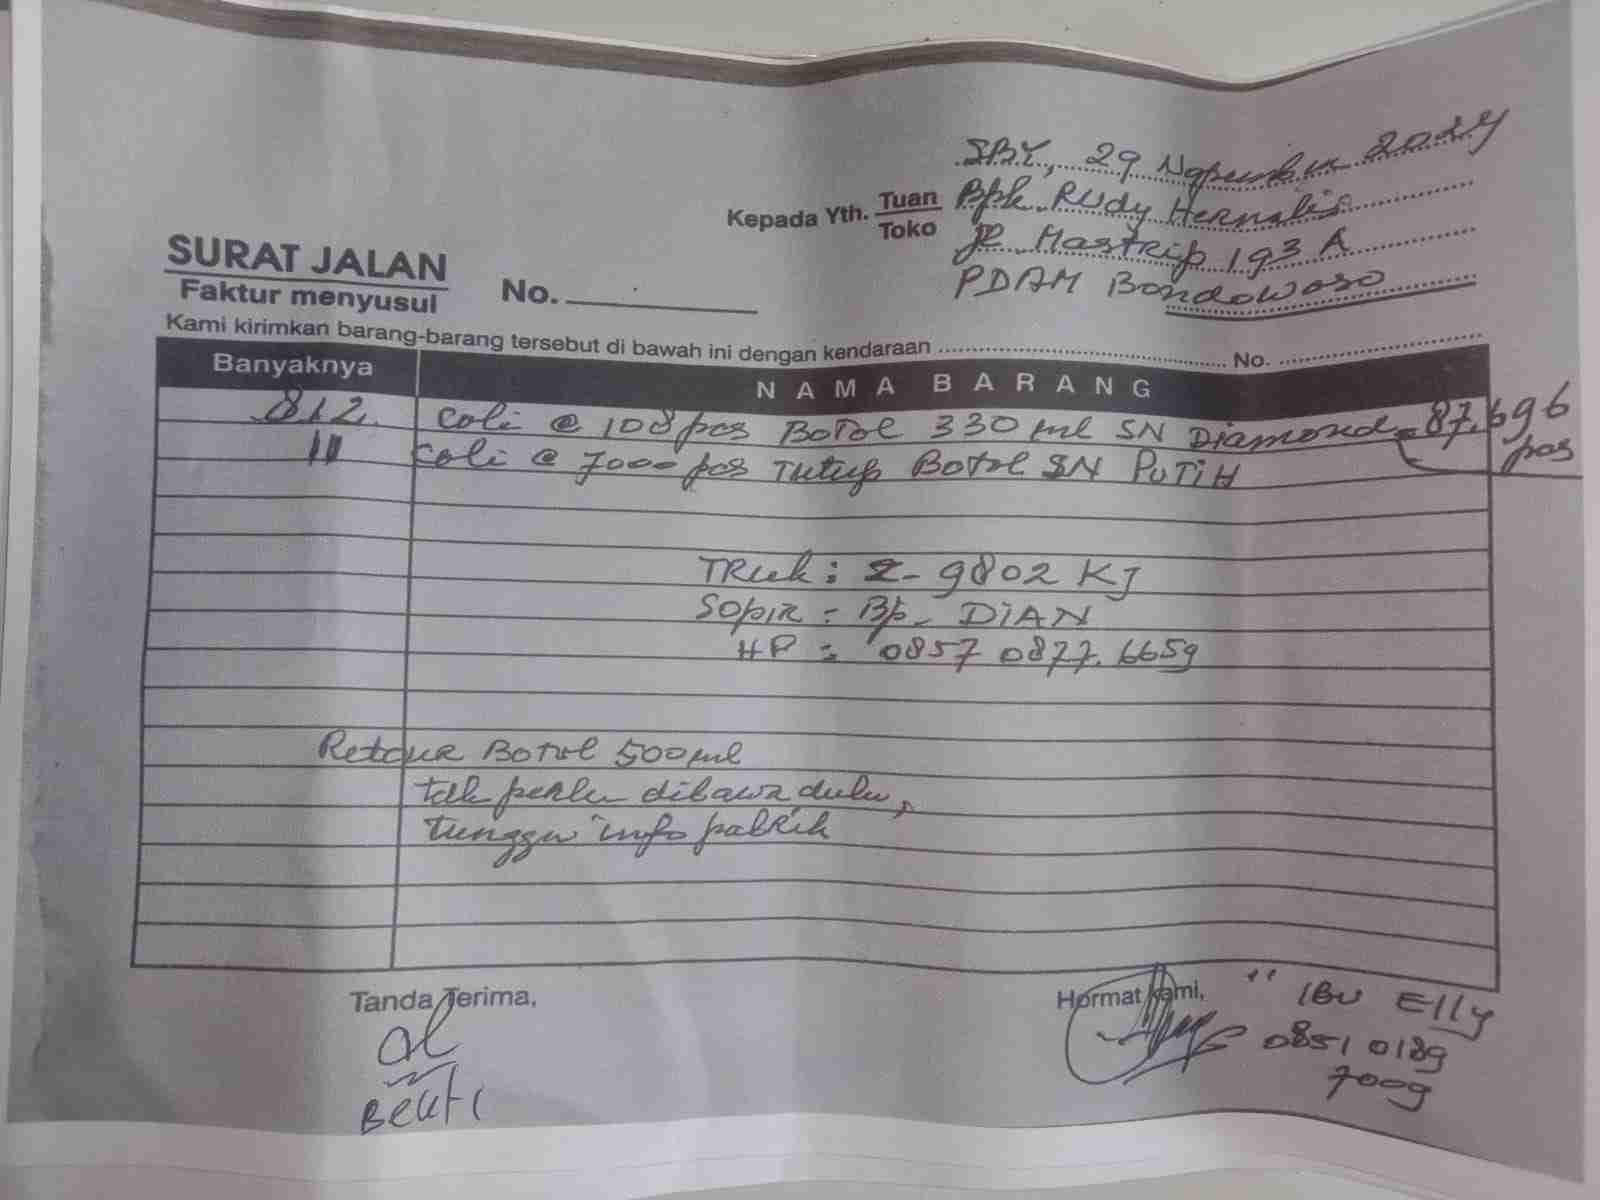 SBY, 29 Nopember 2024
Kepada Yth. Tuan Toko Bpk Rudy Hernalis
Jl. Mastrip 193 A
PDAM Bondowoso
SURAT JALAN
Faktur menyusul
No.
Kami kirimkan barang-barang tersebut di bawah ini dengan kendaraan ........ No. ........
Banyaknya NAMA BARANG
812 coli @ 108 pcs Botol 330 ml SN Diamond = 87.696 pcs
11 coli @ 7000 pcs Tutup Botol SN PUTIH
TRUK : 9802 KJ
Sopir = Bp. DIAN
HP = 0857 0877. 6659
Retour Botol 500 ml
tdk perlu dibawa dulu,
tunggu info pabrik
Tanda Terima,
Hormat kami,
" IBU Elly
0851 0189
7009